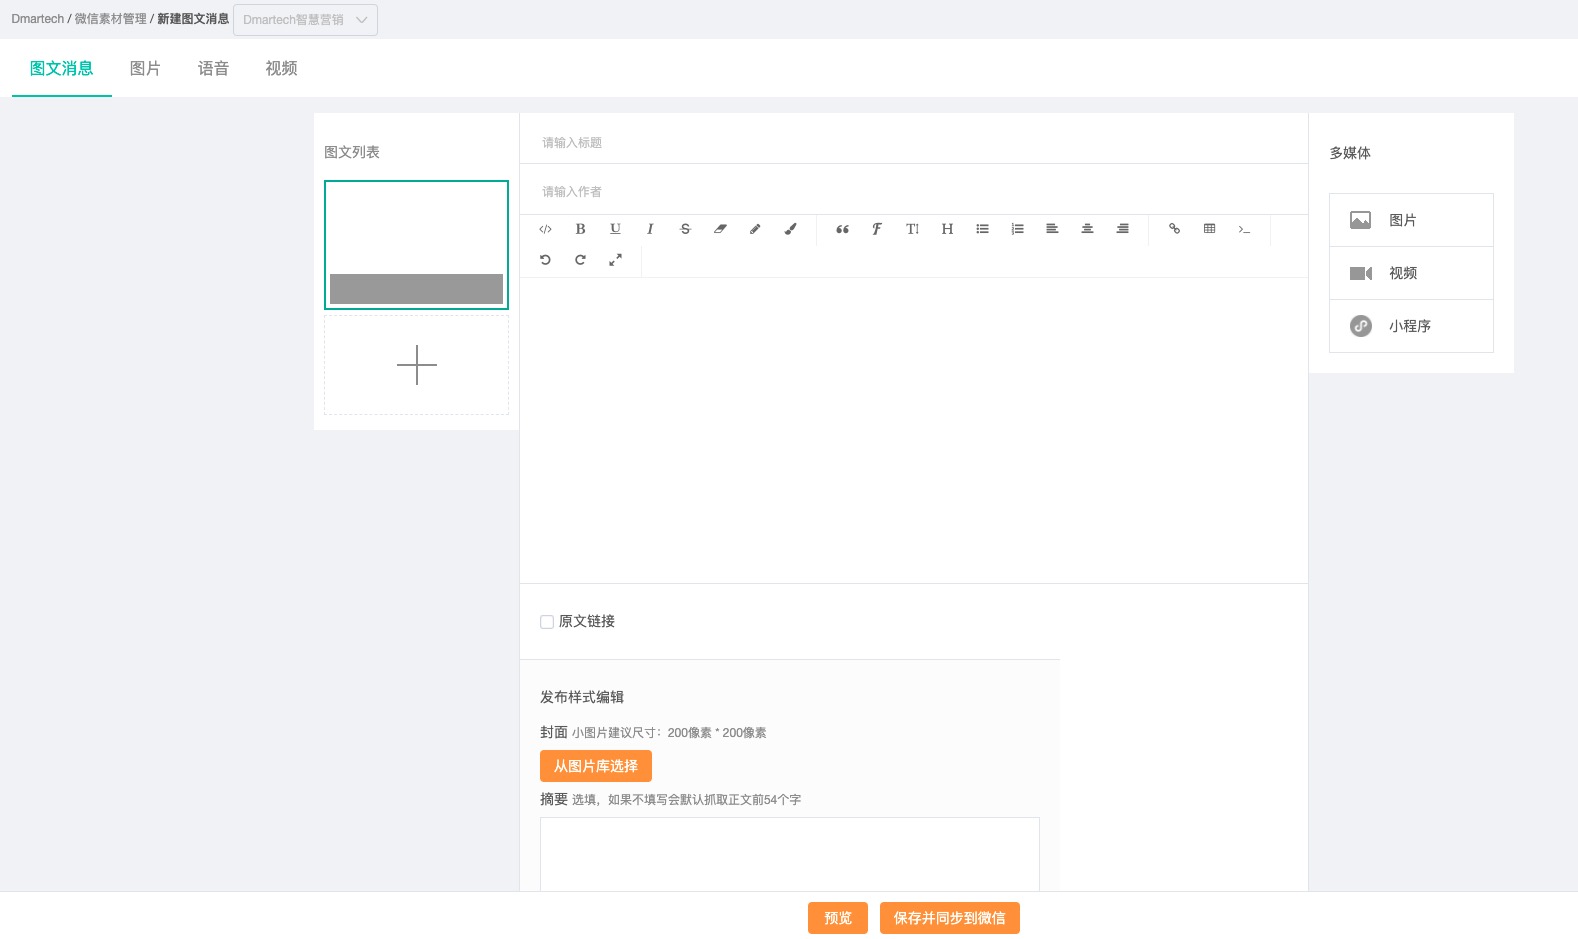 Dmartech / 微信素材管理 / 新建图文消息 Dmartech智慧营销
图文消息 图片 语音 视频
图文列表
请输入标题
请输入作者
多媒体
图片
视频
小程序
原文链接
发布样式编辑
封面 小图片建议尺寸：200像素 * 200像素
从图片库选择
摘要 选填，如果不填写会默认抓取正文前54个字
预览 保存并同步到微信